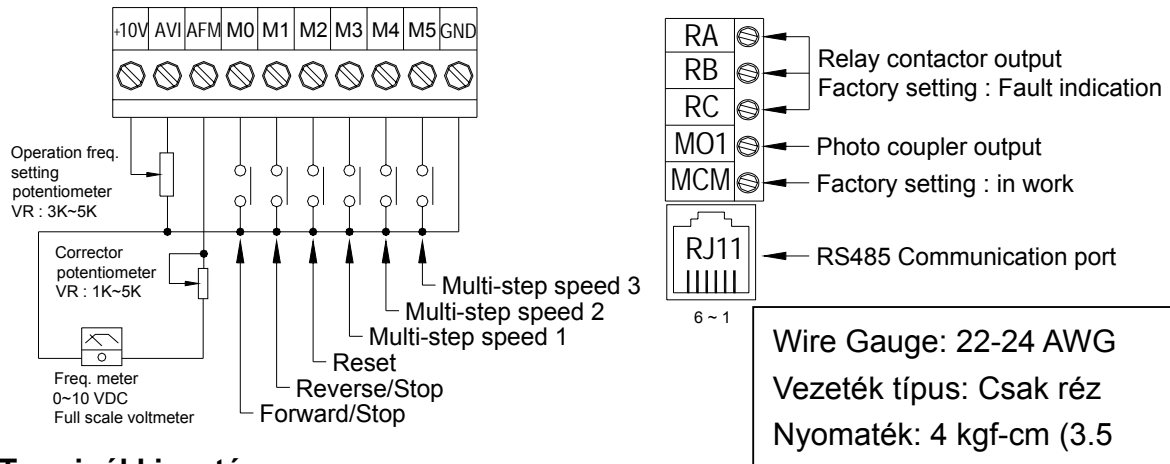 +10V AVI AFM M0 M1 M2 M3 M4 M5 GND
Operation freq.
setting
potentiometer
VR : 3K~5K
Corrector
potentiometer
VR : 1K~5K
Freq. meter
0~10 VDC
Full scale voltmeter
Multi-step speed 3
Multi-step speed 2
Multi-step speed 1
Reset
Reverse/Stop
Forward/Stop
RA
RB
RC
MO1
MCM
Relay contactor output
Factory setting : Fault indication
Photo coupler output
Factory setting : in work
RJ11
RS485 Communication port
6 ~ 1
Wire Gauge: 22-24 AWG
Vezeték típus: Csak réz
Nyomaték: 4 kgf-cm (3.5